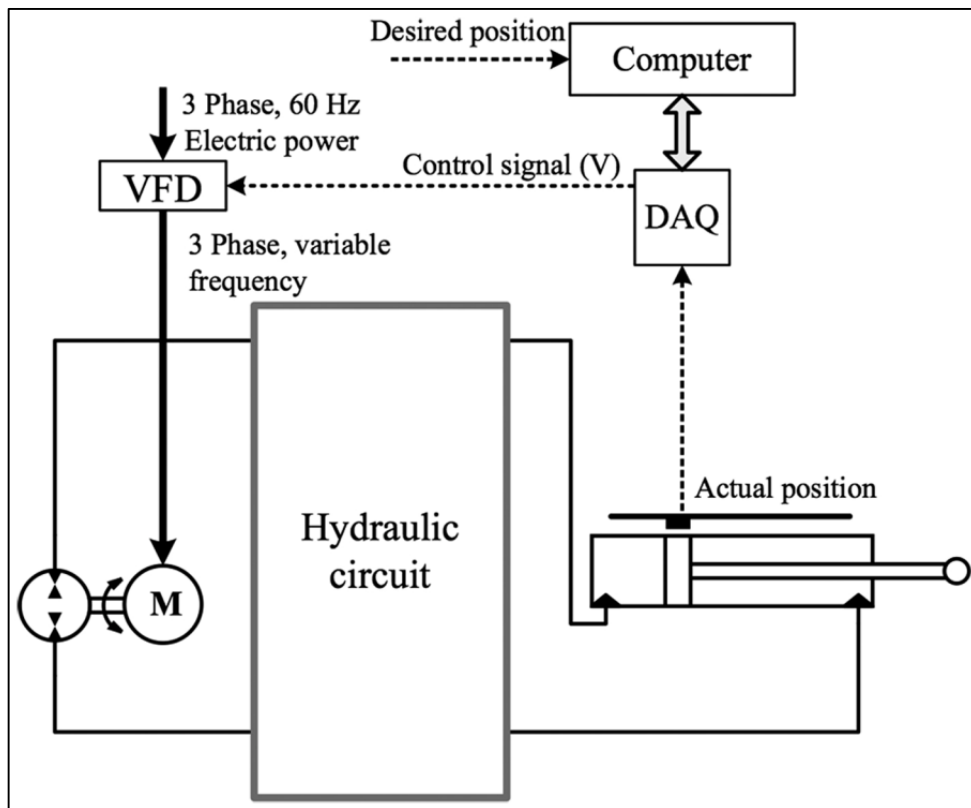 Desired position
Computer
3 Phase, 60 Hz
Electric power
Control signal (V)
VFD
DAQ
3 Phase, variable
frequency
Actual position
Hydraulic
circuit
M